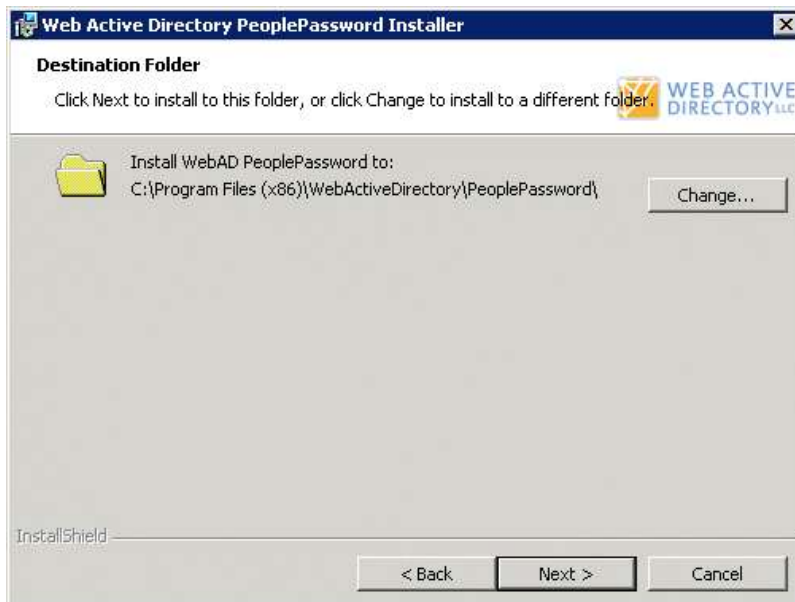 Web Active Directory PeoplePassword Installer
Destination Folder
Click Next to install to this folder, or click Change to install to a different folder.
WEB ACTIVE
DIRECTORY LLC
Install WebAD PeoplePassword to:
C:\Program Files (x86)\WebActiveDirectory\PeoplePassword\
Change...
InstallShield
< Back
Next >
Cancel